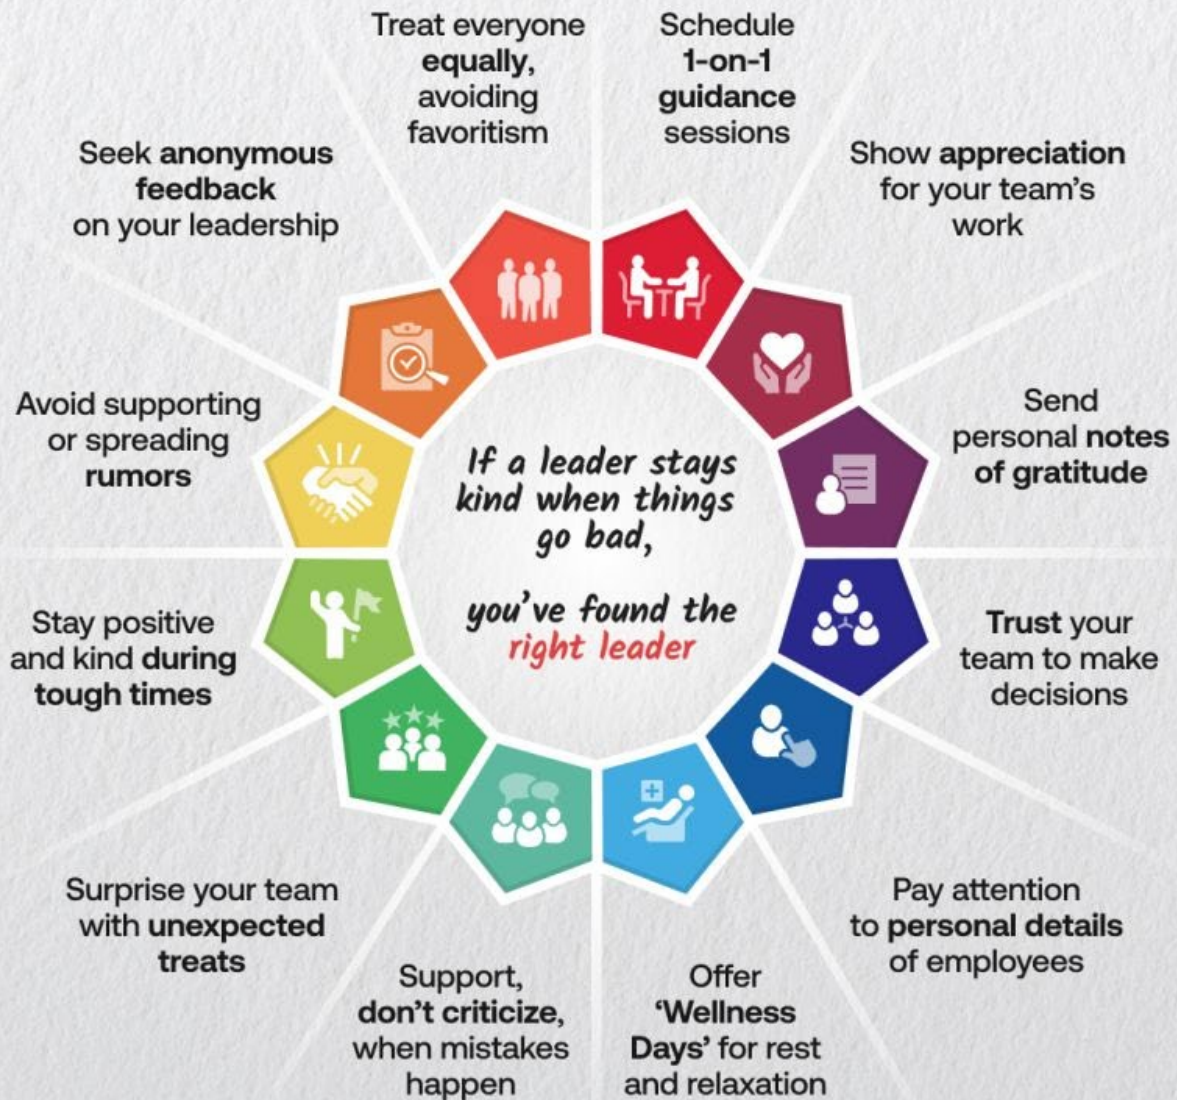 Treat everyone
equally,
avoiding
favoritism
Schedule
1-on-1
guidance
sessions
Show appreciation
for your team's
work
Send
personal notes
of gratitude
Trust your
team to make
decisions
Pay attention
to personal details
of employees
Offer
‘Wellness
Days’ for rest
and relaxation
Support,
don't criticize,
when mistakes
happen
Surprise your team
with unexpected
treats
Stay positive
and kind during
tough times
Avoid supporting
or spreading
rumors
Seek anonymous
feedback
on your leadership
If a leader stays
kind when things
go bad,
you've found the
right leader